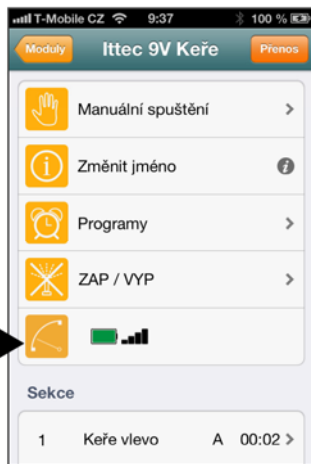 T-Mobile CZ 9:37 100 %
Moduly Ittec 9V Keře Přenos
Manuální spuštění
Změnit jméno
Programy
ZAP / VYP
Sekce
1 Keře vlevo A 00:02